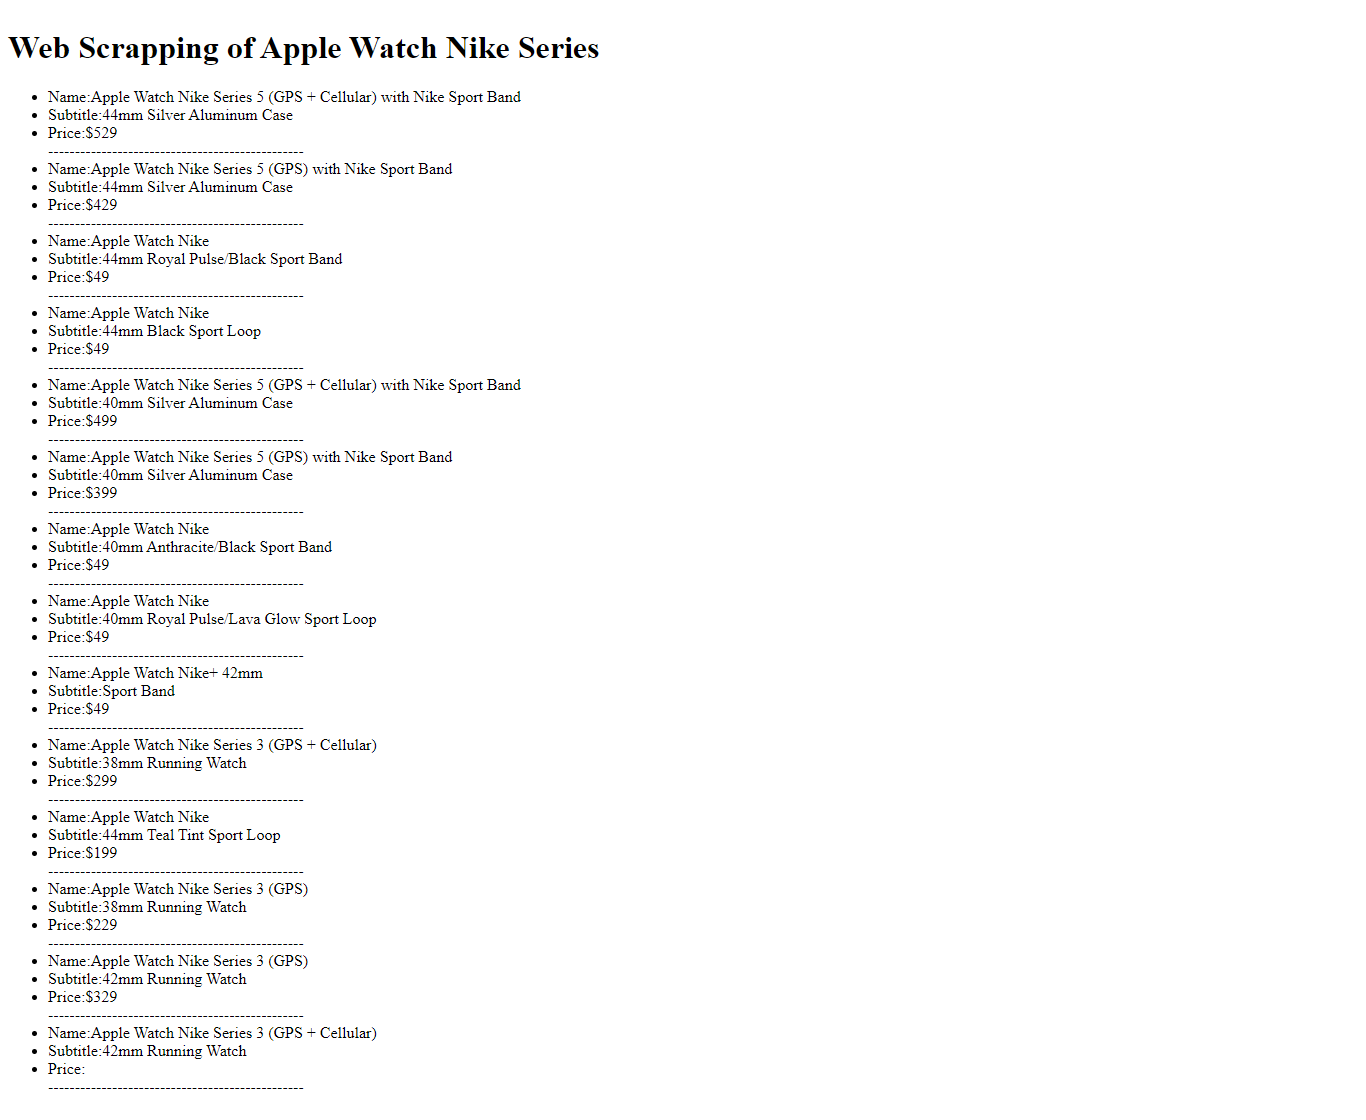 Web Scrapping of Apple Watch Nike Series
• Name:Apple Watch Nike Series 5 (GPS + Cellular) with Nike Sport Band
• Subtitle:44mm Silver Aluminum Case
• Price:$529
------------------------------------------------
• Name:Apple Watch Nike Series 5 (GPS) with Nike Sport Band
• Subtitle:44mm Silver Aluminum Case
• Price:$429
------------------------------------------------
• Name:Apple Watch Nike
• Subtitle:44mm Royal Pulse/Black Sport Band
• Price:$49
------------------------------------------------
• Name:Apple Watch Nike
• Subtitle:44mm Black Sport Loop
• Price:$49
------------------------------------------------
• Name:Apple Watch Nike Series 5 (GPS + Cellular) with Nike Sport Band
• Subtitle:40mm Silver Aluminum Case
• Price:$499
------------------------------------------------
• Name:Apple Watch Nike Series 5 (GPS) with Nike Sport Band
• Subtitle:40mm Silver Aluminum Case
• Price:$399
------------------------------------------------
• Name:Apple Watch Nike
• Subtitle:40mm Anthracite/Black Sport Band
• Price:$49
------------------------------------------------
• Name:Apple Watch Nike
• Subtitle:40mm Royal Pulse/Lava Glow Sport Loop
• Price:$49
------------------------------------------------
• Name:Apple Watch Nike+ 42mm
• Subtitle:Sport Band
• Price:$49
------------------------------------------------
• Name:Apple Watch Nike Series 3 (GPS + Cellular)
• Subtitle:38mm Running Watch
• Price:$299
------------------------------------------------
• Name:Apple Watch Nike
• Subtitle:44mm Teal Tint Sport Loop
• Price:$199
------------------------------------------------
• Name:Apple Watch Nike Series 3 (GPS)
• Subtitle:38mm Running Watch
• Price:$229
------------------------------------------------
• Name:Apple Watch Nike Series 3 (GPS)
• Subtitle:42mm Running Watch
• Price:$329
------------------------------------------------
• Name:Apple Watch Nike Series 3 (GPS + Cellular)
• Subtitle:42mm Running Watch
• Price:
------------------------------------------------